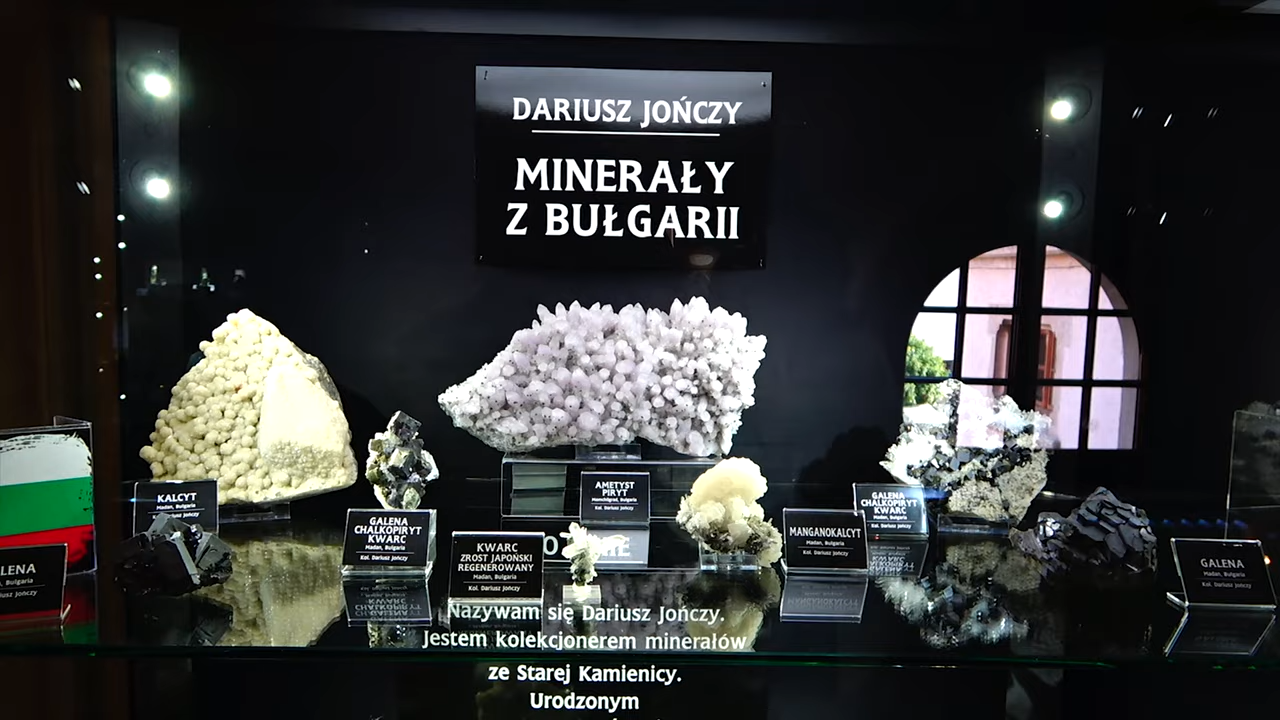 DARIUSZ JOŃCZY
MINERAŁY
Z BUŁGARII
KALCYT
Madan, Bulgaria
Kol. Dariusz Jończy
AMETYST
PIRYT
Momchilgrad, Bulgaria
Kol. Dariusz Jończy
GALENA
CHALKOPIRYT
KWARC
Madan, Bulgaria
Kol. Dariusz Jończy
GALENA
CHALKOPIRYT
KWARC
Madan, Bulgaria
Kol. Dariusz Jończy
KWARC
ZROST JAPOŃSKI
REGENEROWANY
Madan, Bulgaria
Kol. Dariusz Jończy
MANGANOKALCYT
Madan, Bulgaria
Kol. Dariusz Jończy
LENA
, Bulgaria
riusz Jończy
GALENA
Madan, Bulgaria
Kol. Dariusz Jończy
Nazywam się Dariusz Jończy.
Jestem kolekcjonerem minerałów
ze Starej Kamienicy.
Urodzonym